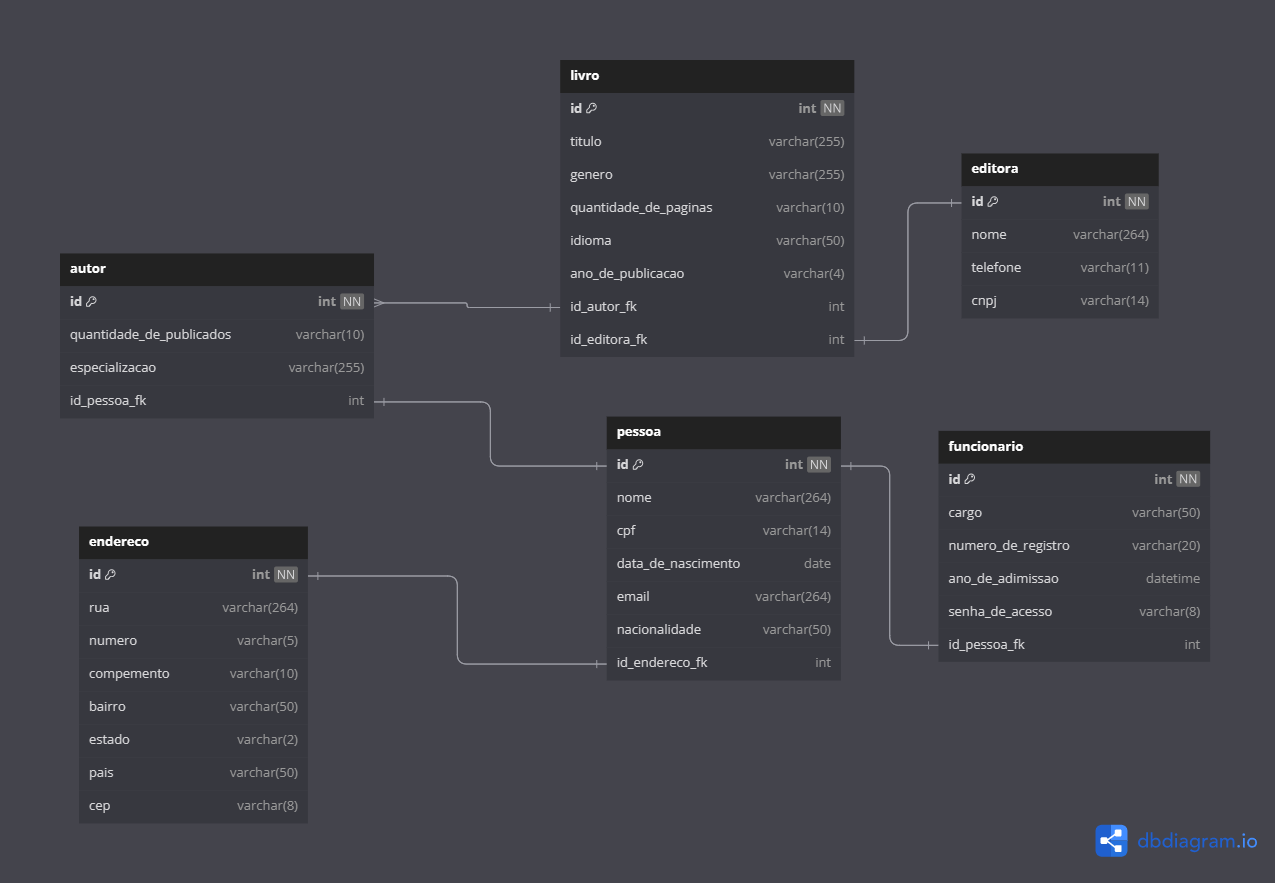 livro
id int NN
titulo varchar(255)
genero varchar(255)
quantidade_de_paginas varchar(10)
idioma varchar(50)
ano_de_publicacao varchar(4)
id_autor_fk int
id_editora_fk int
editora
id int NN
nome varchar(264)
telefone varchar(11)
cnpj varchar(14)
autor
id int NN
quantidade_de_publicados varchar(10)
especializacao varchar(255)
id_pessoa_fk int
pessoa
id int NN
nome varchar(264)
cpf varchar(14)
data_de_nascimento date
email varchar(264)
nacionalidade varchar(50)
id_endereco_fk int
funcionario
id int NN
cargo varchar(50)
numero_de_registro varchar(20)
ano_de_adimissao datetime
senha_de_acesso varchar(8)
id_pessoa_fk int
endereco
id int NN
rua varchar(264)
numero varchar(5)
compemento varchar(10)
bairro varchar(50)
estado varchar(2)
pais varchar(50)
cep varchar(8)
dbdiagram.io